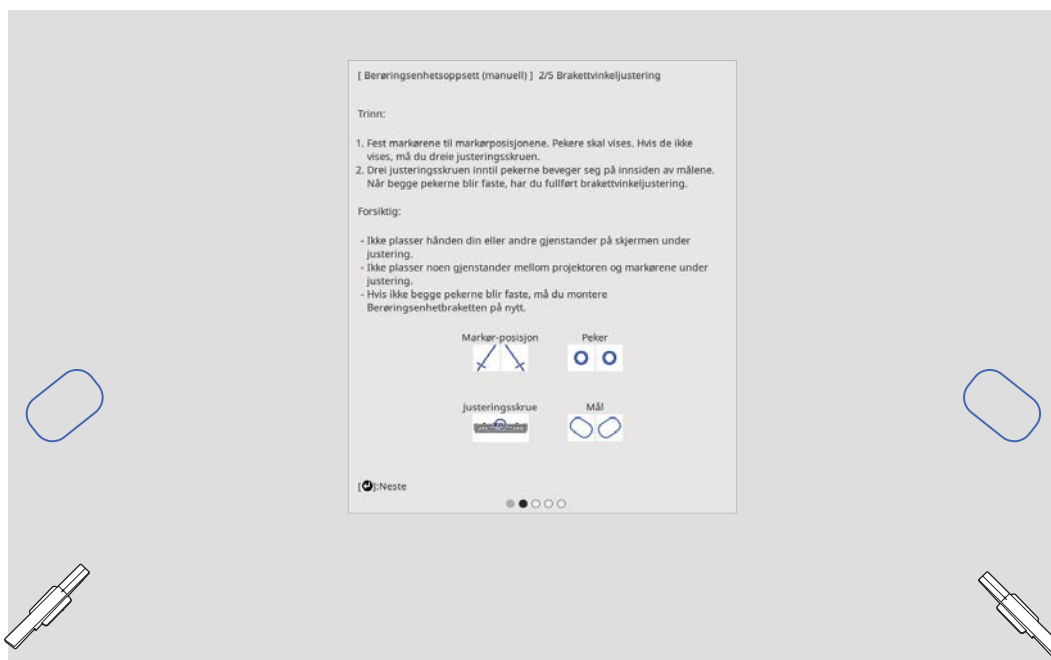 [ Berøringsenhetsoppsett (manuell) ] 2/5 Brakettvinkeljustering
Trinn:
1. Fest markørene til markørposisjonene. Pekere skal vises. Hvis de ikke
vises, må du dreie justeringsskruen.
2. Drei justeringsskruen inntil pekerne beveger seg på innsiden av målene.
Når begge pekerne blir faste, har du fullført brakettvinkeljustering.
Forsiktig:
- Ikke plasser hånden din eller andre gjenstander på skjermen under
justering.
- Ikke plasser noen gjenstander mellom projektoren og markørene under
justering.
- Hvis ikke begge pekerne blir faste, må du montere
Berøringsenhetbraketten på nytt.
Markør-posisjon Peker
Justeringsskrue Mål
[ ]:Neste